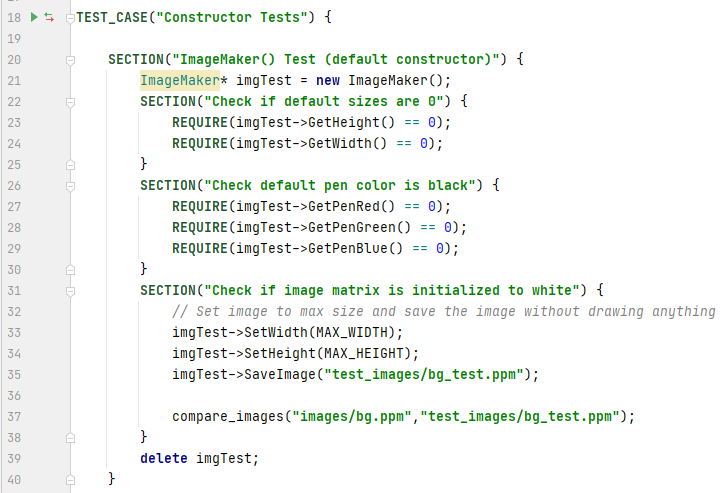 18 TEST_CASE("Constructor Tests") {
19
20 SECTION("ImageMaker() Test (default constructor)") {
21 ImageMaker* imgTest = new ImageMaker();
22 SECTION("Check if default sizes are 0") {
23 REQUIRE(imgTest->GetHeight() == 0);
24 REQUIRE(imgTest->GetWidth() == 0);
25 }
26 SECTION("Check default pen color is black") {
27 REQUIRE(imgTest->GetPenRed() == 0);
28 REQUIRE(imgTest->GetPenGreen() == 0);
29 REQUIRE(imgTest->GetPenBlue() == 0);
30 }
31 SECTION("Check if image matrix is initialized to white") {
32 // Set image to max size and save the image without drawing anything
33 imgTest->SetWidth(MAX_WIDTH);
34 imgTest->SetHeight(MAX_HEIGHT);
35 imgTest->SaveImage("test_images/bg_test.ppm");
36
37 compare_images("images/bg.ppm","test_images/bg_test.ppm");
38 }
39 delete imgTest;
40 }